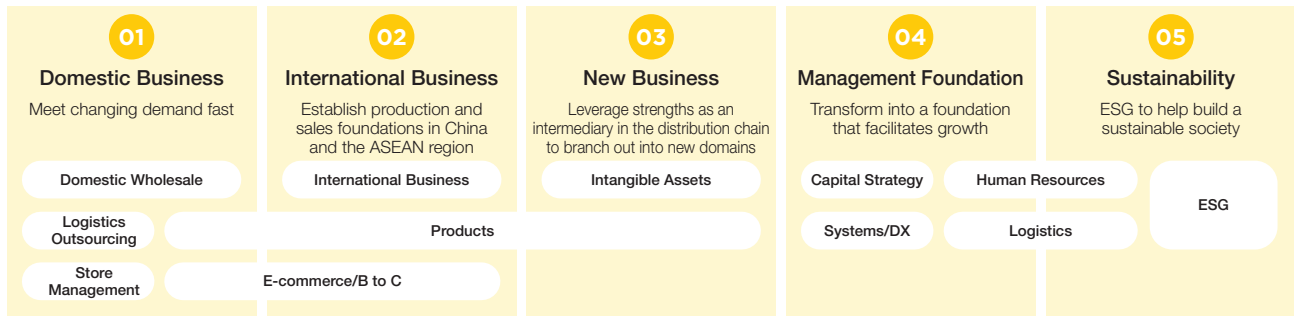 01
Domestic Business
Meet changing demand fast
02
International Business
Establish production and
sales foundations in China
and the ASEAN region
03
New Business
Leverage strengths as an
intermediary in the distribution chain
to branch out into new domains
04
Management Foundation
Transform into a foundation
that facilitates growth
05
Sustainability
ESG to help build a
sustainable society
Domestic Wholesale
International Business
Intangible Assets
Capital Strategy
Human Resources
ESG
Logistics
Outsourcing
Products
Systems/DX
Logistics
Store
Management
E-commerce/B to C